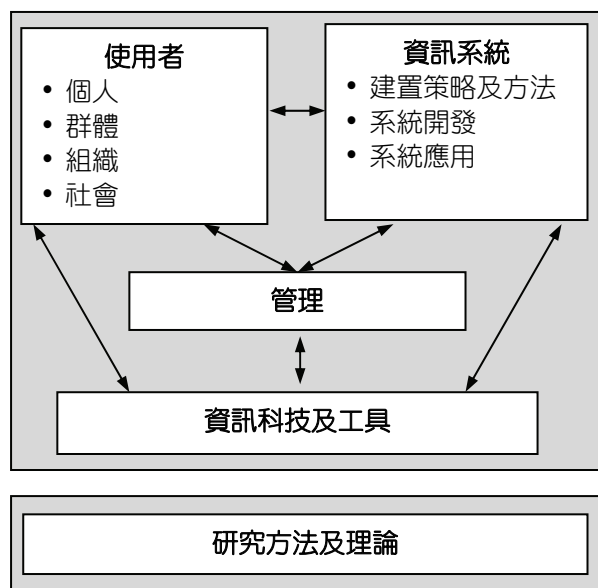 使用者
• 個人
• 群體
• 組織
• 社會
資訊系統
• 建置策略及方法
• 系統開發
• 系統應用
管理
資訊科技及工具
研究方法及理論